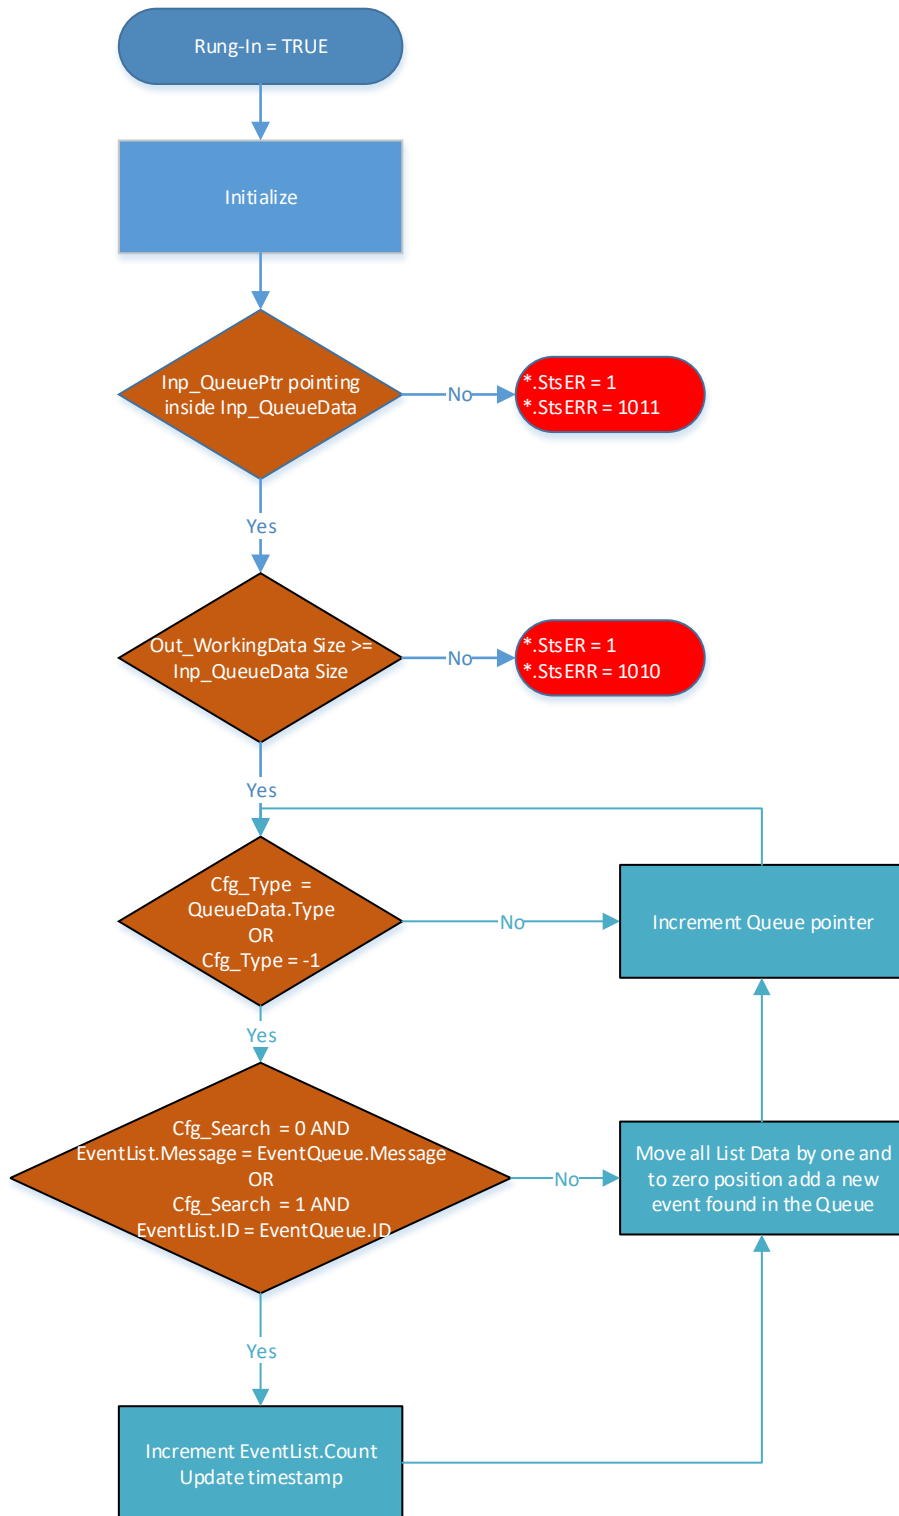 Rung-In = TRUE
Initialize
Inp_QueuePtr pointing
inside Inp_QueueData
No
*.StsER = 1
*.StsERR = 1011
Yes
Out_WorkingData Size >=
Inp_QueueData Size
No
*.StsER = 1
*.StsERR = 1010
Yes
Cfg_Type =
QueueData.Type
OR
Cfg_Type = -1
No
Increment Queue pointer
Yes
Cfg_Search = 0 AND
EventList.Message = EventQueue.Message
OR
Cfg_Search = 1 AND
EventList.ID = EventQueue.ID
No
Move all List Data by one and
to zero position add a new
event found in the Queue
Yes
Increment EventList.Count
Update timestamp